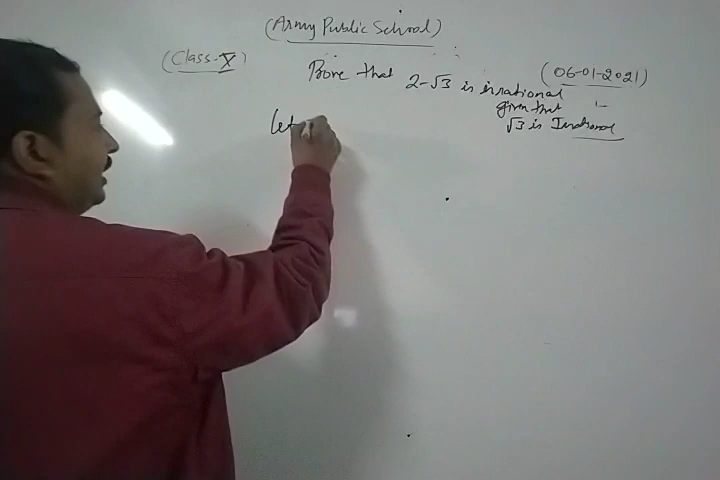 (Army Public School)
(Class-X)
(06-01-2021)
Prove that 2-√3 is irrational
given that :-
√3 is Irrational
Let